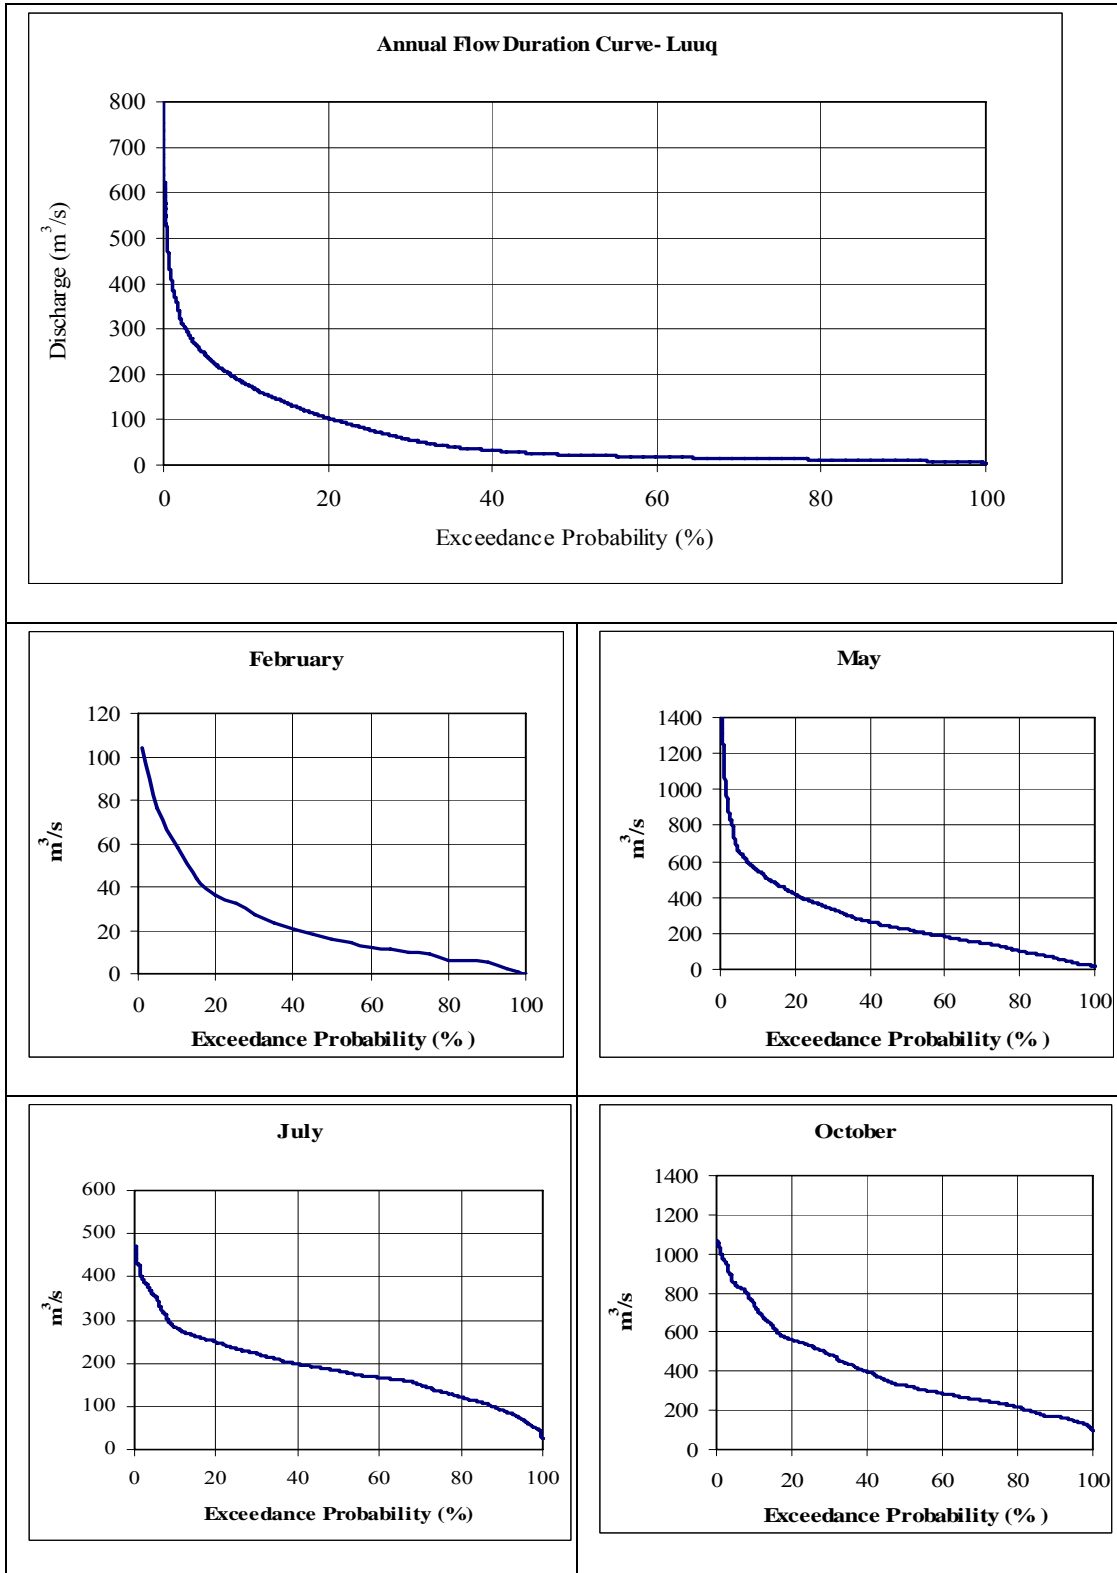 Annual Flow Duration Curve- Luuq
800
700
600
500
400
300
200
100
0
Discharge (m³/s)
0 20 40 60 80 100
Exceedance Probability (%)
February
120
100
80
60
40
20
0
m³/s
0 20 40 60 80 100
Exceedance Probability (% )
May
1400
1200
1000
800
600
400
200
0
m³/s
0 20 40 60 80 100
Exceedance Probability (% )
July
600
500
400
300
200
100
0
m³/s
0 20 40 60 80 100
Exceedance Probability (%)
October
1400
1200
1000
800
600
400
200
0
m³/s
0 20 40 60 80 100
Exceedance Probability (% )